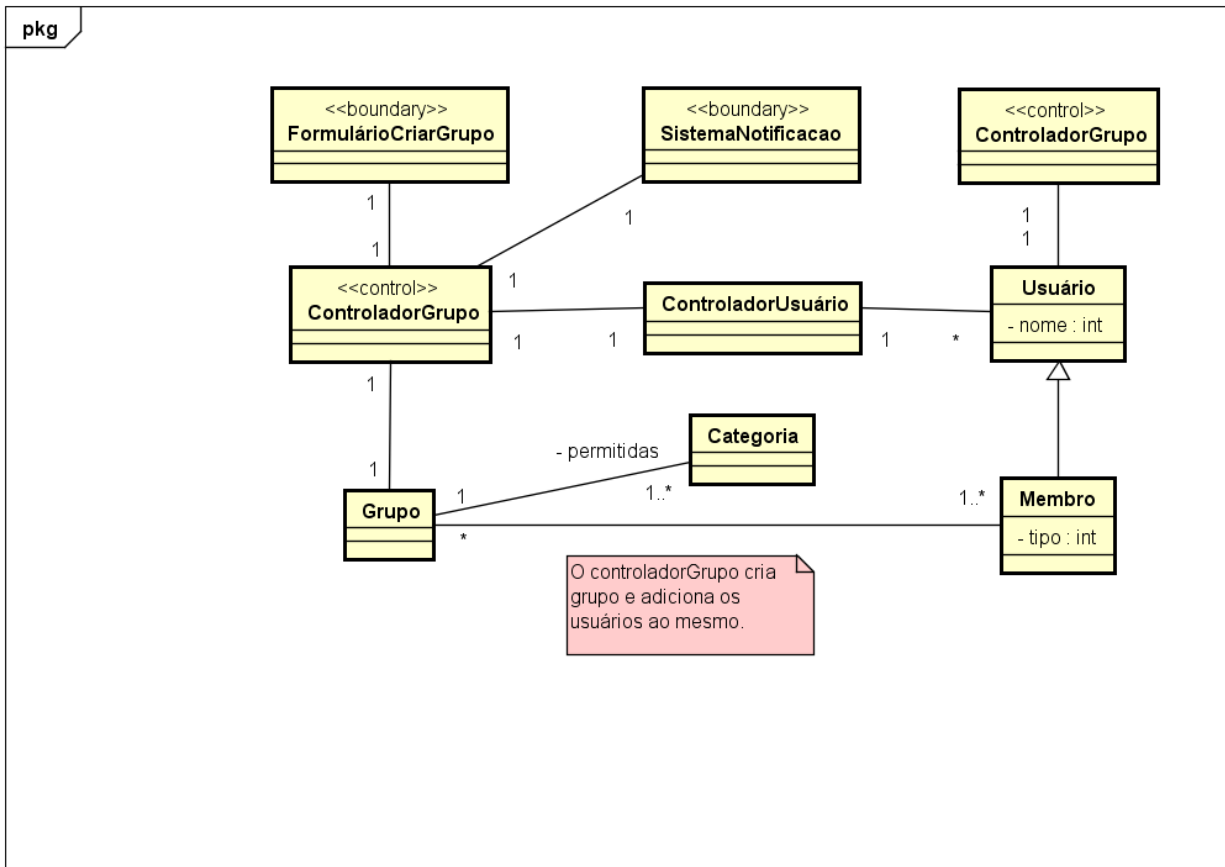 pkg
<<boundary>>
FormulárioCriarGrupo
<<boundary>>
SistemaNotificacao
<<control>>
ControladorGrupo
1
1
1
1
1
1
<<control>>
ControladorGrupo
1
1
1
ControladorUsuário
1
*
Usuário
- nome : int
1
1
Grupo
*
1
- permitidas
1..*
Categoria
1..*
Membro
- tipo : int
O controladorGrupo cria
grupo e adiciona os
usuários ao mesmo.